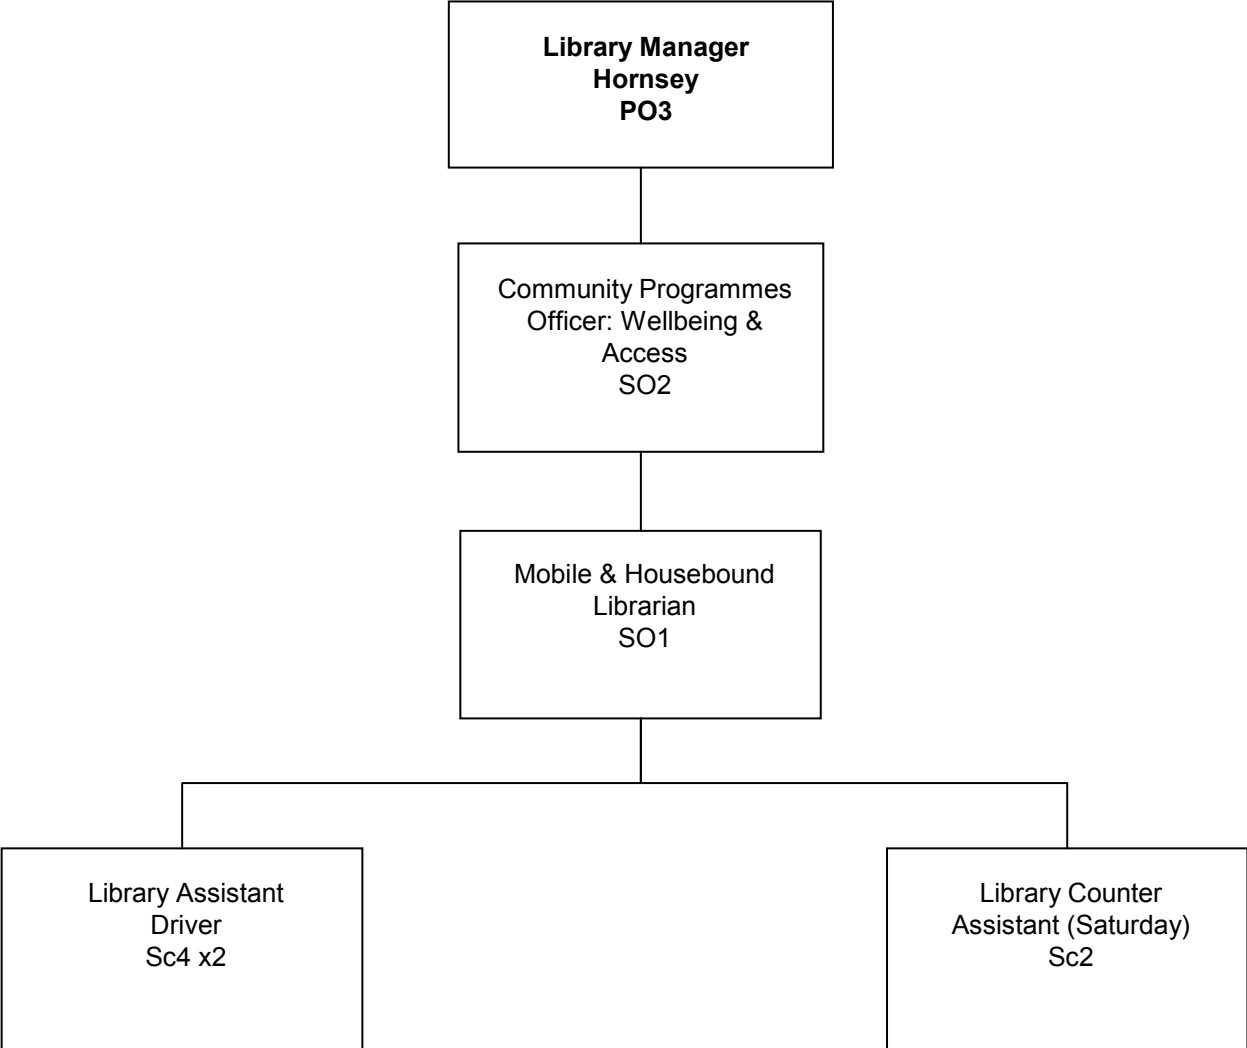 Library Manager
Hornsey
PO3
Community Programmes
Officer: Wellbeing &
Access
SO2
Mobile & Housebound
Librarian
SO1
Library Assistant
Driver
Sc4 x2
Library Counter
Assistant (Saturday)
Sc2